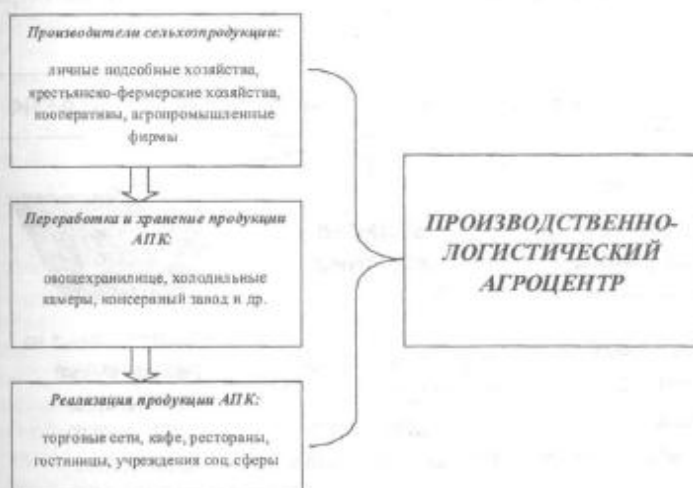 Производители сельхозпродукции:
личные подсобные хозяйства,
крестьянско-фермерские хозяйства,
кооперативы, агропромышленные
фирмы
Переработка и хранение продукции
АПК:
овощехранилище, холодильные
камеры, консервный завод и др.
Реализация продукции АПК:
торговые сети, кафе, рестораны,
гостиницы, учреждения соц сферы
ПРОИЗВОДСТВЕННО-
ЛОГИСТИЧЕСКИЙ
АГРОЦЕНТР